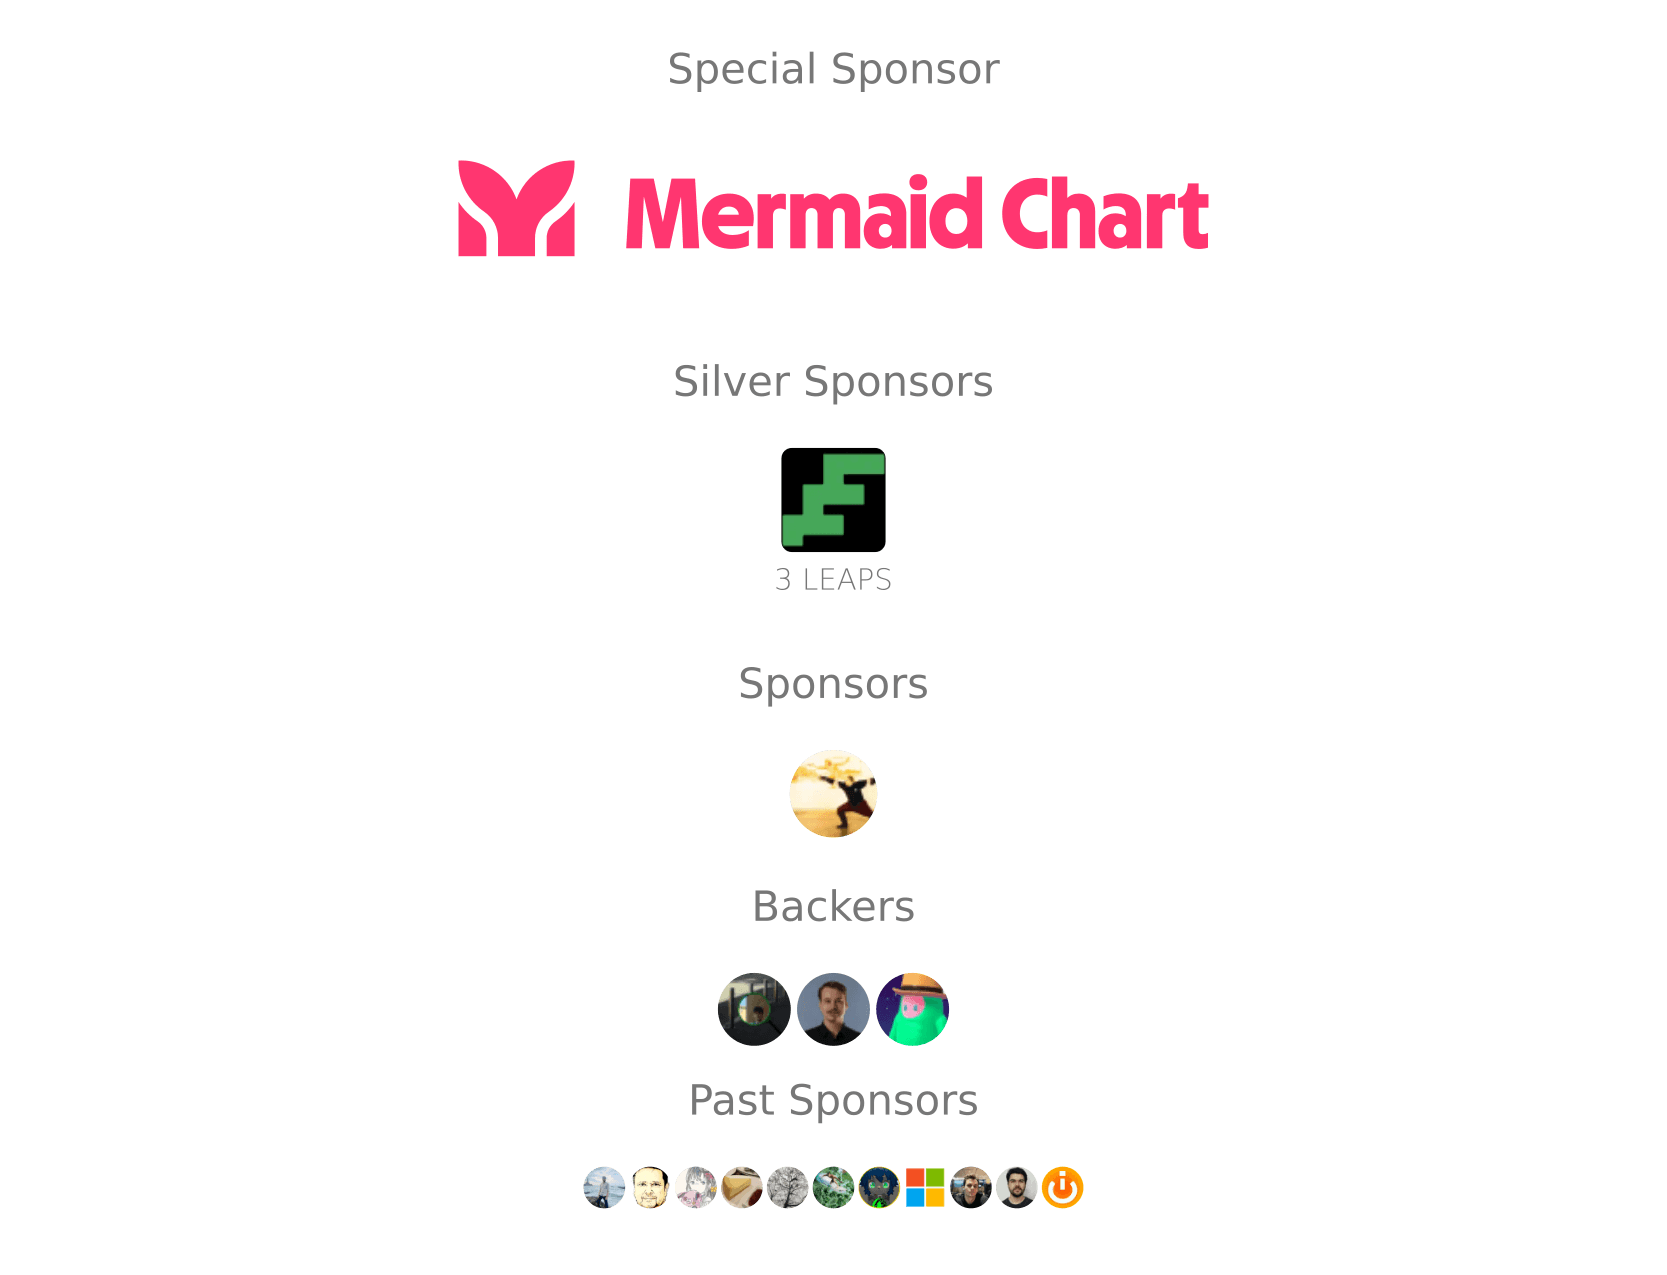 Special Sponsor
Mermaid Chart
Silver Sponsors
3 LEAPS
Sponsors
Backers
Past Sponsors